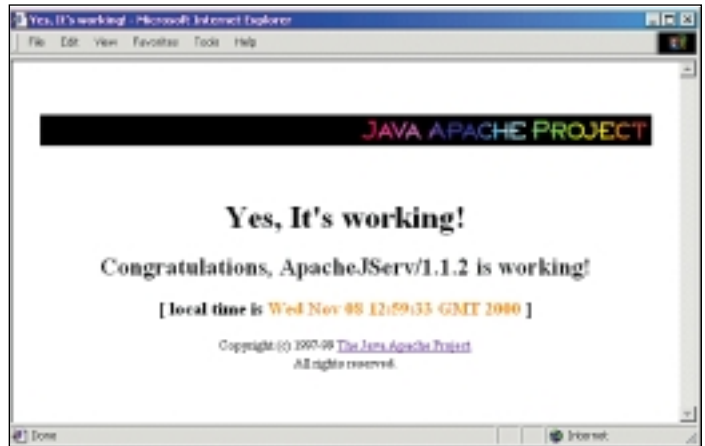 Yes, It's working! - Microsoft Internet Explorer
File Edit View Favorites Tools Help
JAVA APACHE PROJECT
Yes, It's working!
Congratulations, ApacheJServ/1.1.2 is working!
[ local time is Wed Nov 08 12:59:33 GMT 2000 ]
Copyright (c) 1997-99 The Java Apache Project
All rights reserved.
Done
Internet